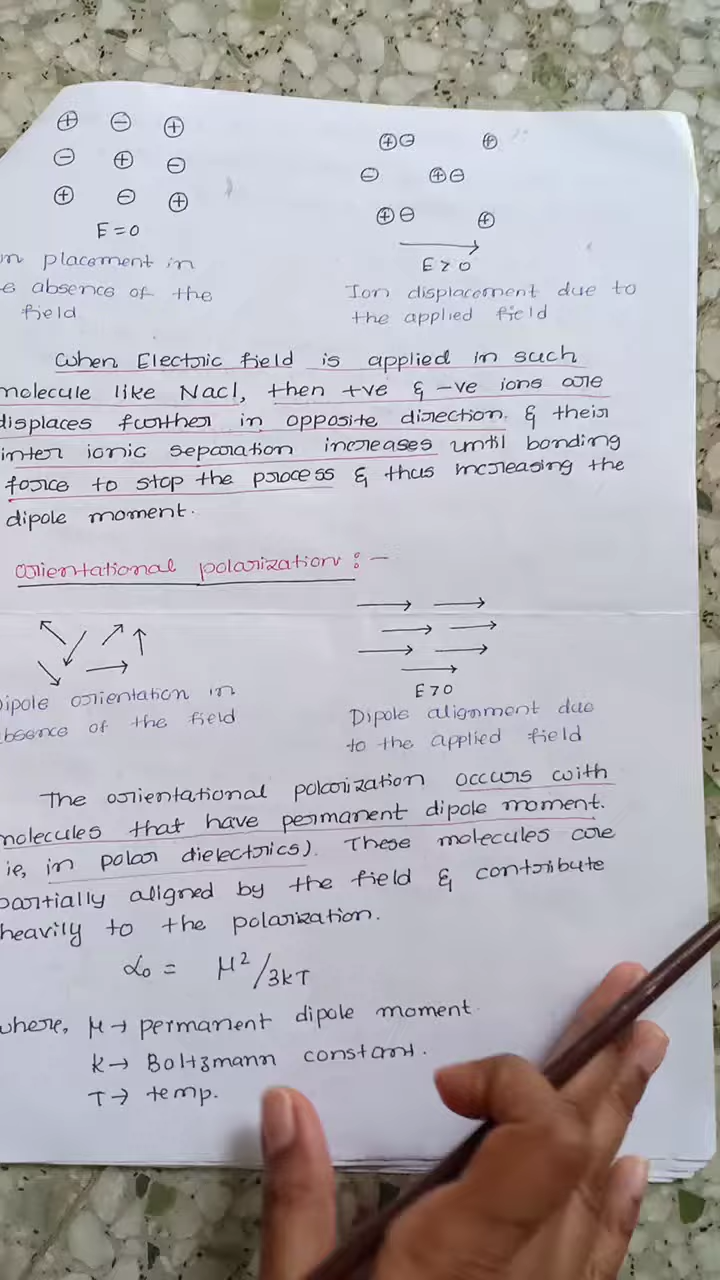 ⊕ ⊖ ⊕
⊖ ⊕ ⊖
⊕ ⊖ ⊕
E = 0
n placement in
absence of the
field
⊕⊖ ⊕
⊖ ⊕⊖
⊕⊖ ⊕
E > 0
Ion displacement due to
the applied field
When Electric field is applied in such
molecule like Nacl, then +ve & -ve ions are
displaces further in opposite direction. & their
inter ionic separation increases until bonding
force to stop the process & thus increasing the
dipole moment.
orientational polarization : -
ipole orientation in
bsence of the field
E > 0
Dipole alignment due
to the applied field
The orientational polarization occurs with
molecules that have permanent dipole moment.
ie, in polar dielectrics). These molecules are
partially aligned by the field & contribute
heavily to the polarization.
α₀ = μ²/3kT
where, μ → permanent dipole moment
k → Boltzmann constant.
T → temp.